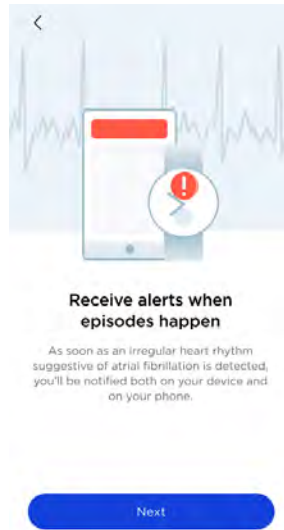 Receive alerts when
episodes happen
As soon as an irregular heart rhythm
suggestive of atrial fibrillation is detected,
you'll be notified both on your device and
on your phone.
Next